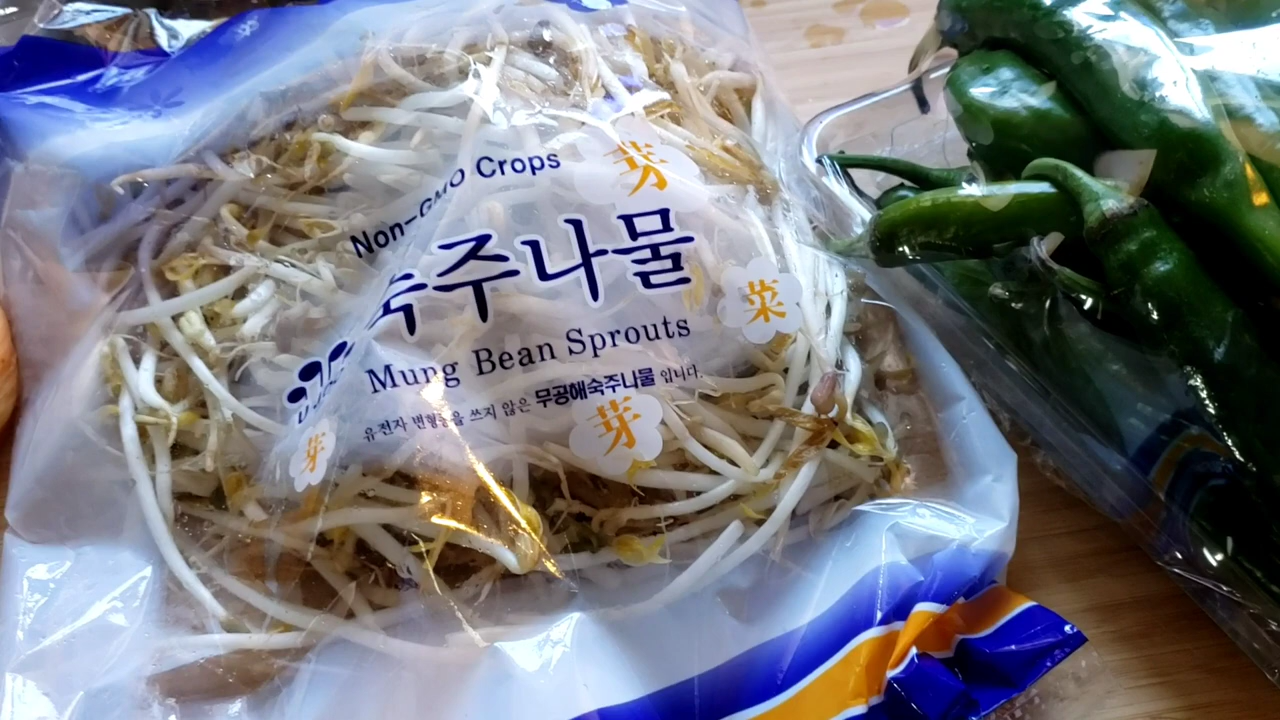 Non-GMO Crops
芽
숙주나물
菜
Mung Bean Sprouts
유전자 변형콩을 쓰지 않은 무공해숙주나물 입니다.
芽
芽